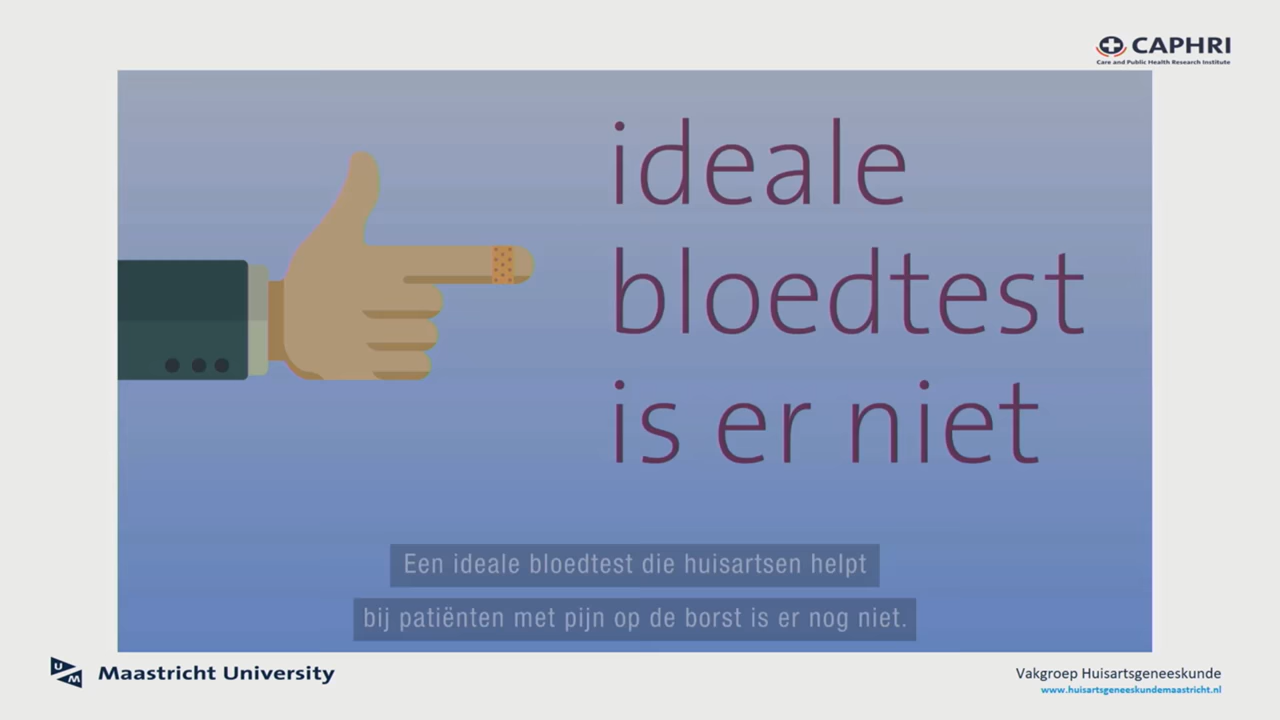 CAPHRI
Care and Public Health Research Institute
ideale
bloedtest
is er niet
Een ideale bloedtest die huisartsen helpt
bij patiënten met pijn op de borst is er nog niet.
UM
Maastricht University
Vakgroep Huisartsgeneeskunde
www.huisartsgeneeskundemaastricht.nl